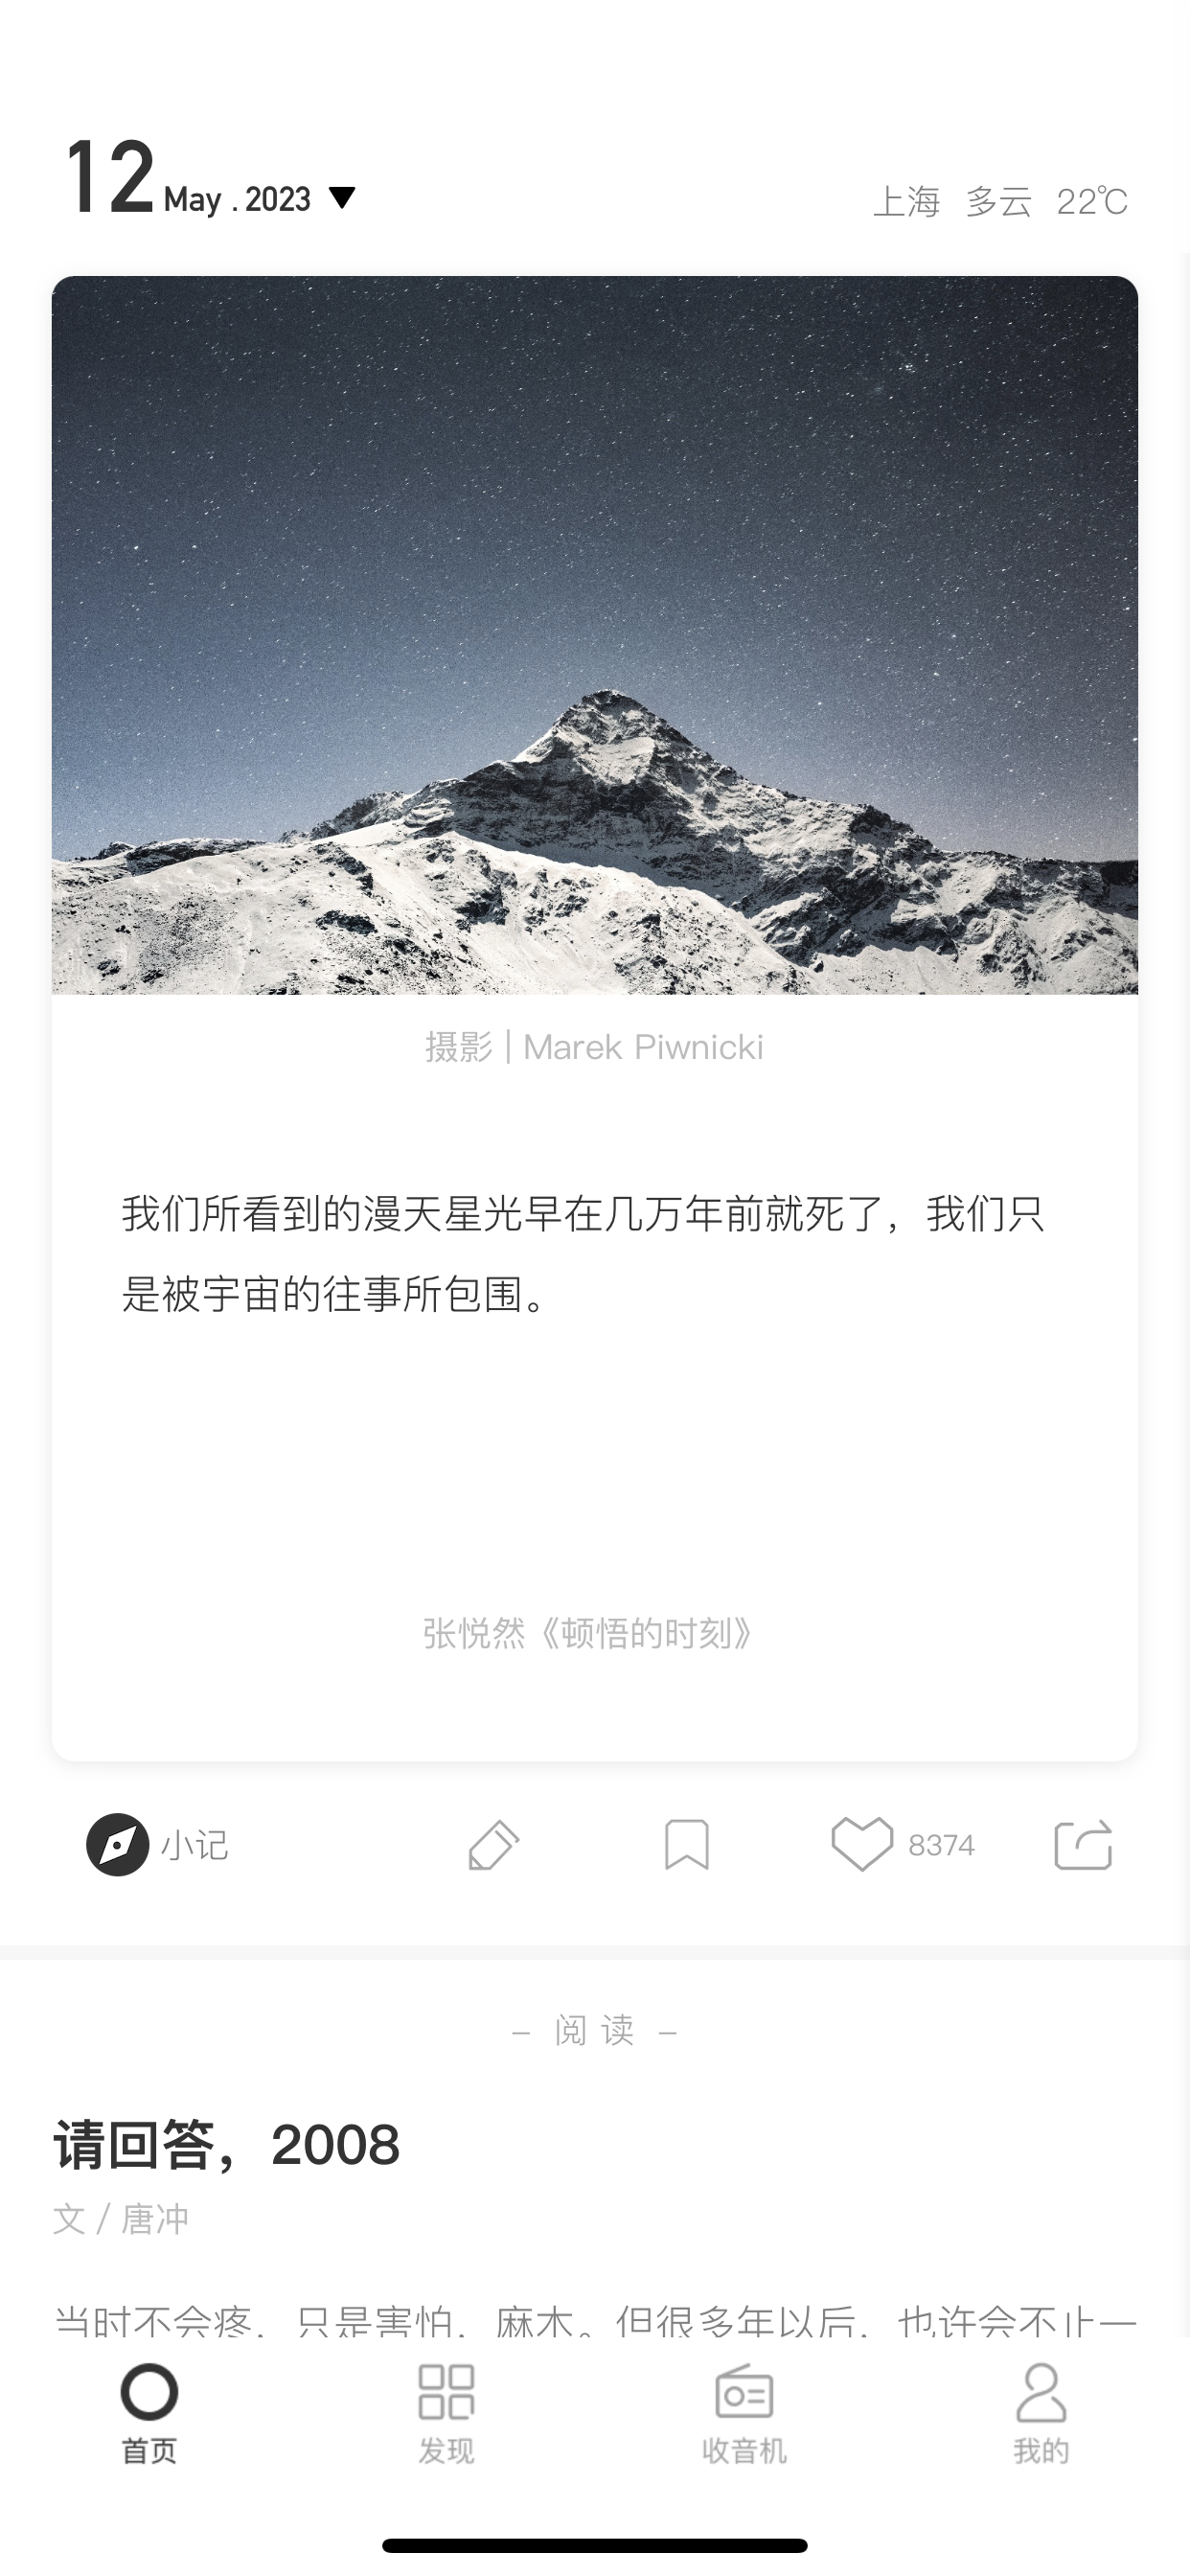 12 May . 2023
上海 多云 22℃
摄影 | Marek Piwnicki
我们所看到的漫天星光早在几万年前就死了，我们只
是被宇宙的往事所包围。
张悦然《顿悟的时刻》
小记
8374
– 阅读 –
请回答，2008
文 / 唐冲
当时不会疼，只是害怕，麻木。但很多年以后，也许会不止一
首页
发现
收音机
我的